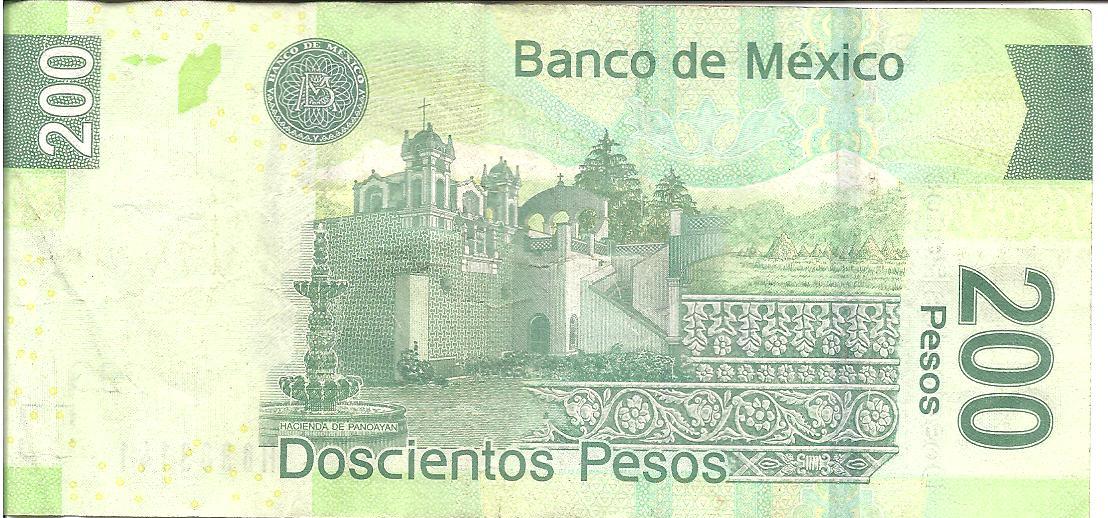 200
BANCO DE MÉXICO
Banco de México
200
Pesos
HACIENDA DE PANOAYAN
Doscientos Pesos